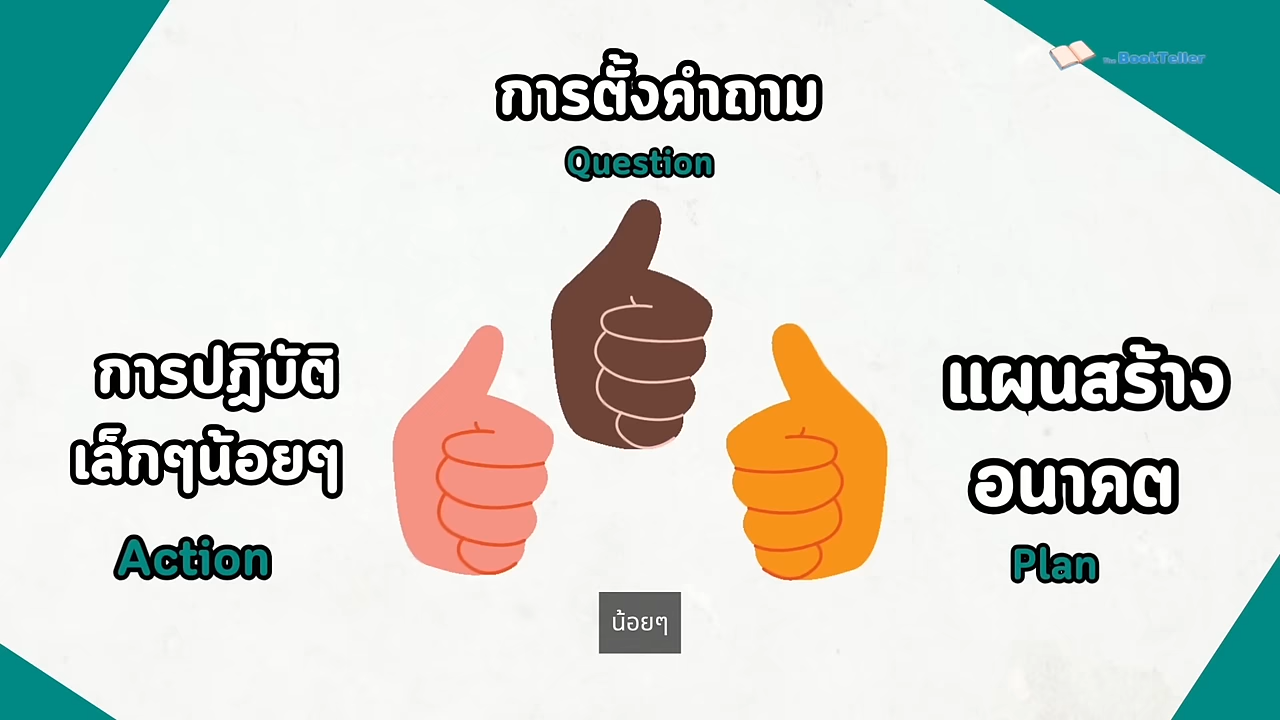 The BookTeller
การตั้งคำถาม
Question
การปฏิบัติ
เล็กๆน้อยๆ
Action
แผนสร้าง
อนาคต
Plan
น้อยๆ